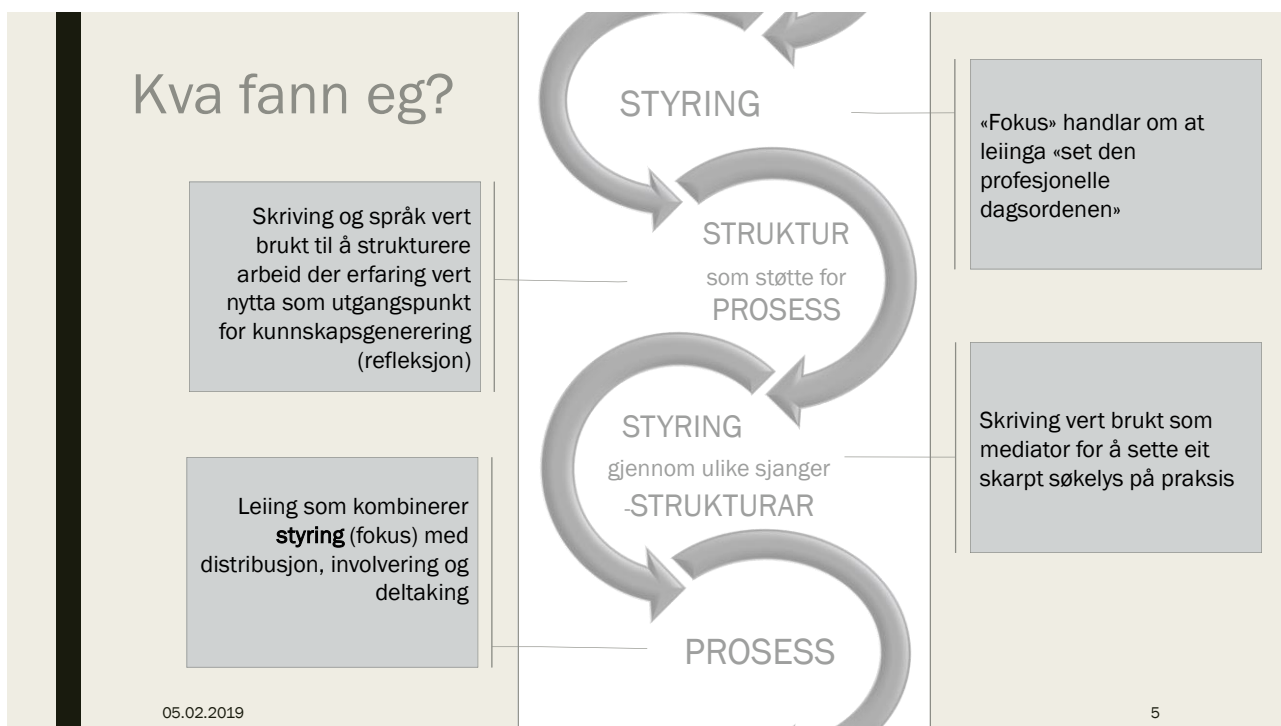 Kva fann eg?
STYRING
«Fokus» handlar om at
leiinga «set den
profesjonelle
dagsordenen»
Skriving og språk vert
brukt til å strukturere
arbeid der erfaring vert
nytta som utgangspunkt
for kunnskapsgenerering
(refleksjon)
STRUKTUR
som støtte for
PROSESS
STYRING
gjennom ulike sjanger
-STRUKTURAR
Skriving vert brukt som
mediator for å sette eit
skarpt søkelys på praksis
Leiing som kombinerer
styring (fokus) med
distribusjon, involvering og
deltaking
PROSESS
05.02.2019
5